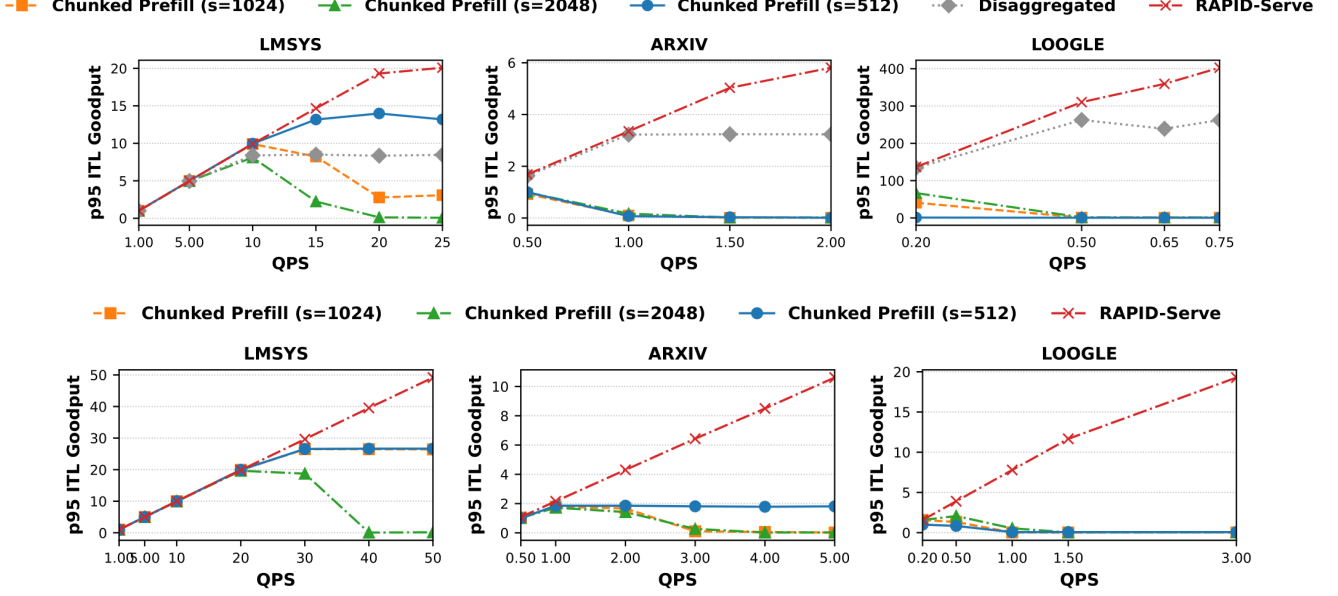 Chunked Prefill (s=1024) Chunked Prefill (s=2048) Chunked Prefill (s=512) Disaggregated RAPID-Serve
LMSYS
p95 ITL Goodput
20
15
10
5
0
1.00 5.00 10 15 20 25
QPS
ARXIV
p95 ITL Goodput
6
4
2
0
0.50 1.00 1.50 2.00
QPS
LOOGLE
p95 ITL Goodput
400
300
200
100
0
0.20 0.50 0.65 0.75
QPS
Chunked Prefill (s=1024) Chunked Prefill (s=2048) Chunked Prefill (s=512) RAPID-Serve
LMSYS
p95 ITL Goodput
50
40
30
20
10
0
1.00 5.00 10 20 30 40 50
QPS
ARXIV
p95 ITL Goodput
10
8
6
4
2
0
0.50 1.00 2.00 3.00 4.00 5.00
QPS
LOOGLE
p95 ITL Goodput
20
15
10
5
0
0.20 0.50 1.00 1.50 3.00
QPS